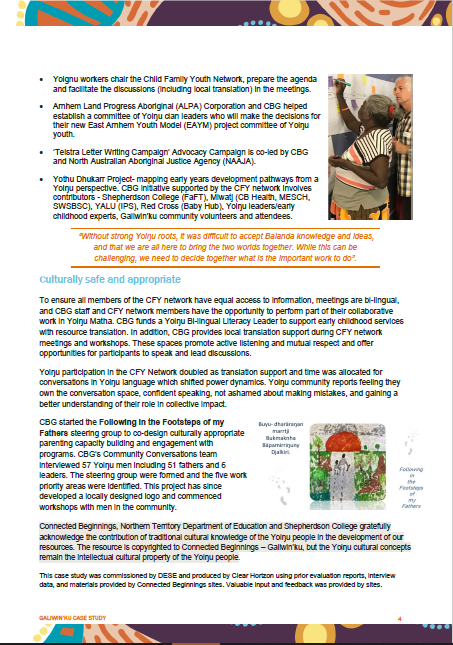 • Yolgnu workers chair the Child Family Youth Network, prepare the agenda
and facilitate the discussions (including local translation) in the meetings.
• Arnhem Land Progress Aboriginal (ALPA) Corporation and CBG helped
establish a committee of Yolŋu clan leaders who will make the decisions for
their new East Arnhem Youth Model (EAYM) project committee of Yolŋu
youth.
• 'Telstra Letter Writing Campaign' Advocacy Campaign is co-led by CBG
and North Australian Aboriginal Justice Agency (NAAJA).
• Yothu Dhukarr Project- mapping early years development pathways from a
Yolŋu perspective. CBG initiative supported by the CFY network involves
contributors - Shepherdson College (FaFT), Miwatj (CB Health, MESCH,
SWSBSC), YALU (IPS), Red Cross (Baby Hub), Yolŋu leaders/early
childhood experts, Galiwin'ku community volunteers and attendees.
"Without strong Yolŋu roots, it was difficult to accept Balanda knowledge and ideas,
and that we are all here to bring the two worlds together. While this can be
challenging, we need to decide together what is the important work to do".
Culturally safe and appropriate
To ensure all members of the CFY network have equal access to information, meetings are bi-lingual,
and CBG staff and CFY network members have the opportunity to perform part of their collaborative
work in Yolŋu Matha. CBG funds a Yolŋu Bi-lingual Literacy Leader to support early childhood services
with resource translation. In addition, CBG provides local translation support during CFY network
meetings and workshops. These spaces promote active listening and mutual respect and offer
opportunities for participants to speak and lead discussions.
Yolŋu participation in the CFY Network doubled as translation support and time was allocated for
conversations in Yolŋu language which shifted power dynamics. Yolŋu community reports feeling they
own the conversation space, confident speaking, not ashamed about making mistakes, and gaining a
better understanding of their role in collective impact.
CBG started the Following in the Footsteps of my
Fathers steering group to co-design culturally appropriate
parenting capacity building and engagement with
programs. CBG's Community Conversations team
interviewed 57 Yolŋu men including 51 fathers and 6
leaders. The steering group were formed and the five work
priority areas were identified. This project has since
developed a locally designed logo and commenced
workshops with men in the community.
Buyu- dharäraŋan
marrtji
Bukmaknha
Bäpamirriŋuny
Djalkiri.
Following
in
the
Footsteps
of
my
Fathers
Connected Beginnings, Northern Territory Department of Education and Shepherdson College gratefully
acknowledge the contribution of traditional cultural knowledge of the Yolŋu people in the development of our
resources. The resource is copyrighted to Connected Beginnings – Galiwin'ku, but the Yolŋu cultural concepts
remain the intellectual cultural property of the Yolŋu people.
This case study was commissioned by DESE and produced by Clear Horizon using prior evaluation reports, interview
data, and materials provided by Connected Beginnings sites. Valuable input and feedback was provided by sites.
GALIWIN'KU CASE STUDY 4